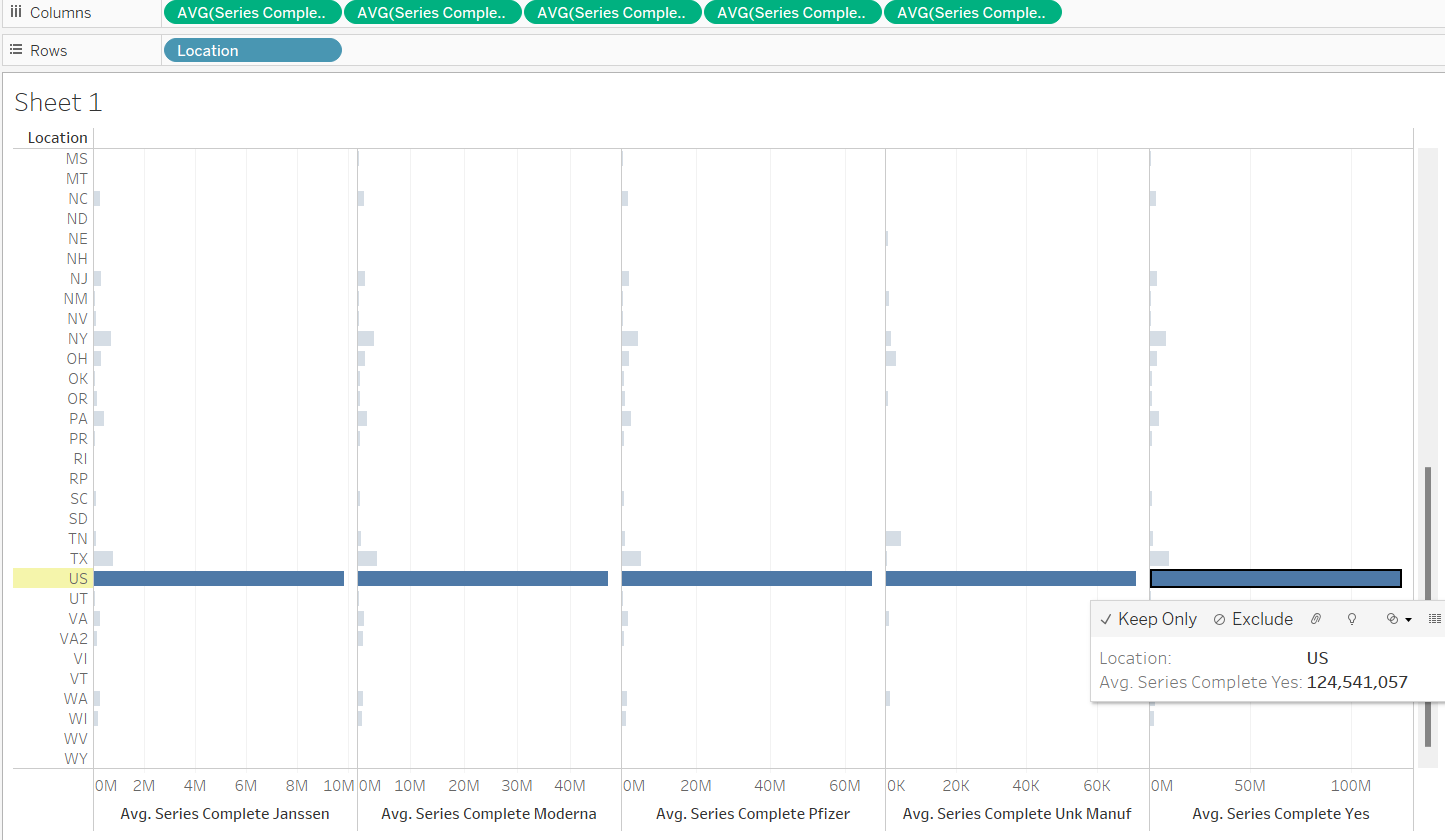 Columns AVG(Series Comple.. AVG(Series Comple.. AVG(Series Comple.. AVG(Series Comple.. AVG(Series Comple..
Rows Location
Sheet 1
Location
MS
MT
NC
ND
NE
NH
NJ
NM
NV
NY
OH
OK
OR
PA
PR
RI
RP
SC
SD
TN
TX
US
UT
VA
VA2
VI
VT
WA
WI
WV
WY
Keep Only Exclude
Location: US
Avg. Series Complete Yes: 124,541,057
0M 2M 4M 6M 8M 10M 0M 10M 20M 30M 40M 0M 20M 40M 60M 0K 20K 40K 60K 0M 50M 100M
Avg. Series Complete Janssen Avg. Series Complete Moderna Avg. Series Complete Pfizer Avg. Series Complete Unk Manuf Avg. Series Complete Yes